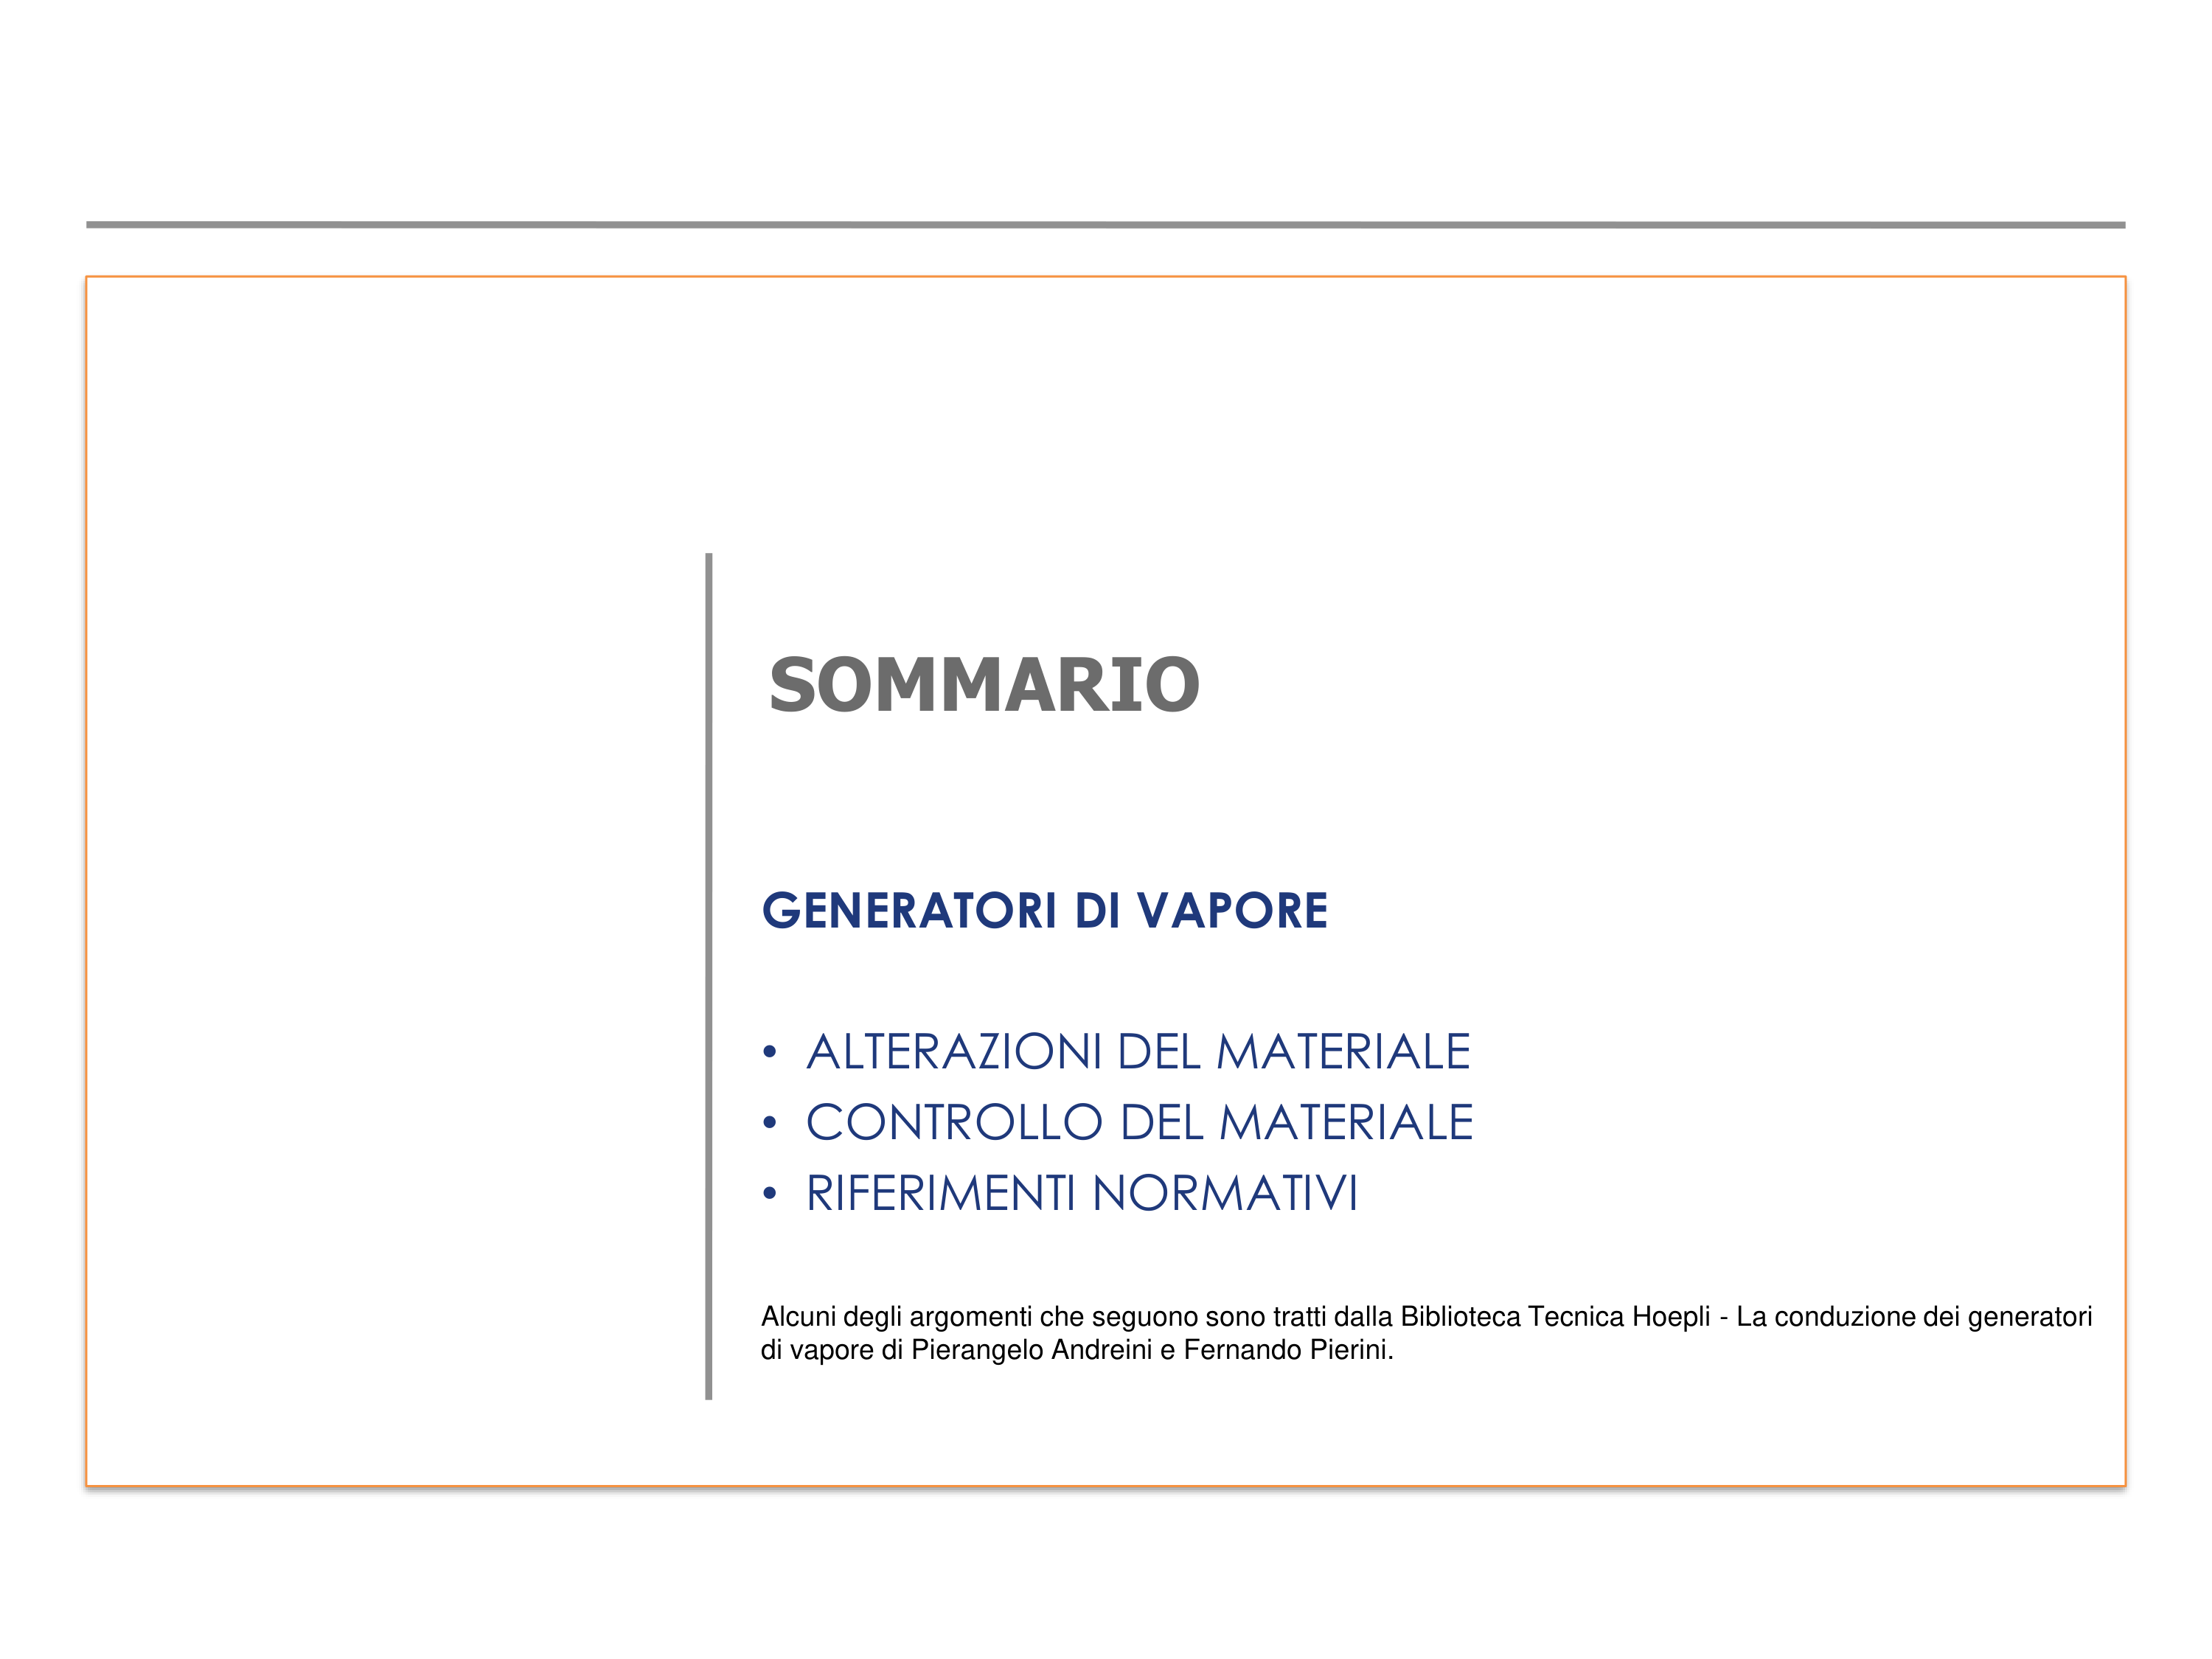 SOMMARIO
GENERATORI DI VAPORE
• ALTERAZIONI DEL MATERIALE
• CONTROLLO DEL MATERIALE
• RIFERIMENTI NORMATIVI
Alcuni degli argomenti che seguono sono tratti dalla Biblioteca Tecnica Hoepli - La conduzione dei generatori
di vapore di Pierangelo Andreini e Fernando Pierini.